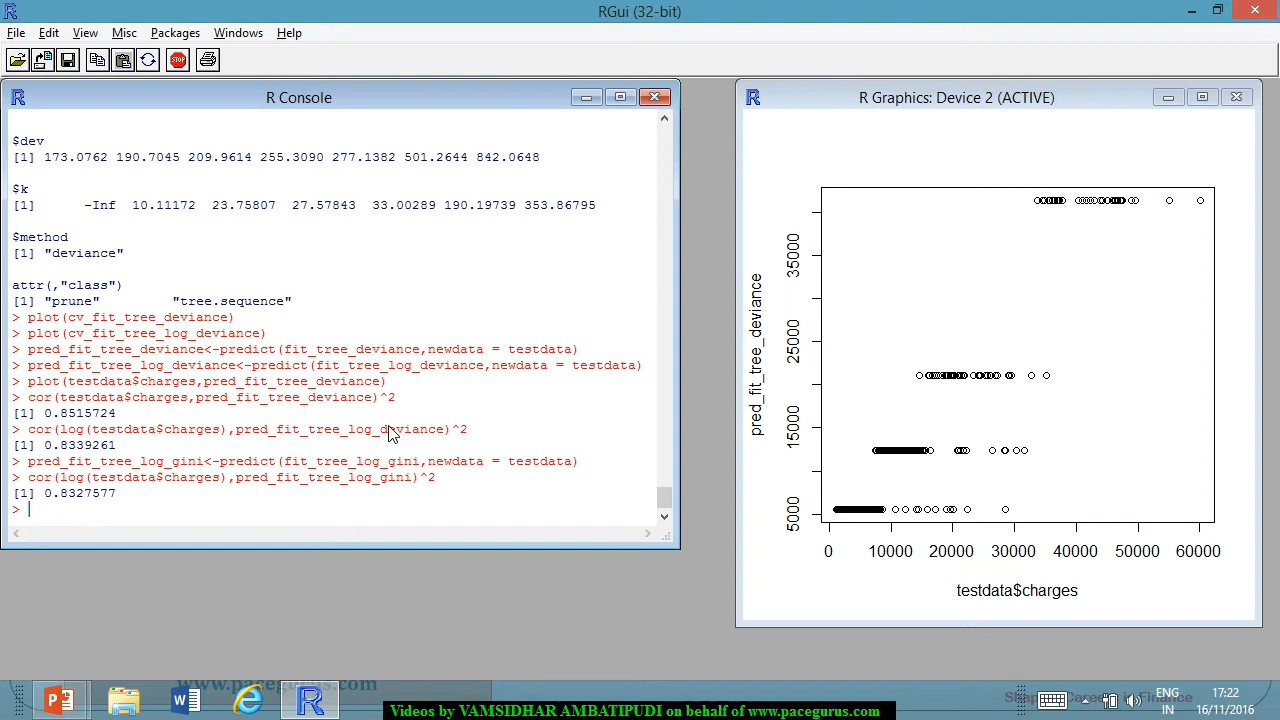 RGui (32-bit)
File Edit View Misc Packages Windows Help
STOP
R Console
$dev
[1] 173.0762 190.7045 209.9614 255.3090 277.1382 501.2644 842.0648
$k
[1]      -Inf  10.11172  23.75807  27.57843  33.00289 190.19739 353.86795
$method
[1] "deviance"
attr(,"class")
[1] "prune"         "tree.sequence"
> plot(cv_fit_tree_deviance)
> plot(cv_fit_tree_log_deviance)
> pred_fit_tree_deviance<-predict(fit_tree_deviance,newdata = testdata)
> pred_fit_tree_log_deviance<-predict(fit_tree_log_deviance,newdata = testdata)
> plot(testdata$charges,pred_fit_tree_deviance)
> cor(testdata$charges,pred_fit_tree_deviance)^2
[1] 0.8515724
> cor(log(testdata$charges),pred_fit_tree_log_deviance)^2
[1] 0.8339261
> pred_fit_tree_log_gini<-predict(fit_tree_log_gini,newdata = testdata)
> cor(log(testdata$charges),pred_fit_tree_log_gini)^2
[1] 0.8327577
>
R Graphics: Device 2 (ACTIVE)
pred_fit_tree_deviance
35000
25000
15000
5000
0 10000 20000 30000 40000 50000 60000
testdata$charges
www.pacegurus.com
ENG
IN
17:22
16/11/2016
Videos by VAMSIDHAR AMBATIPUDI on behalf of www.pacegurus.com